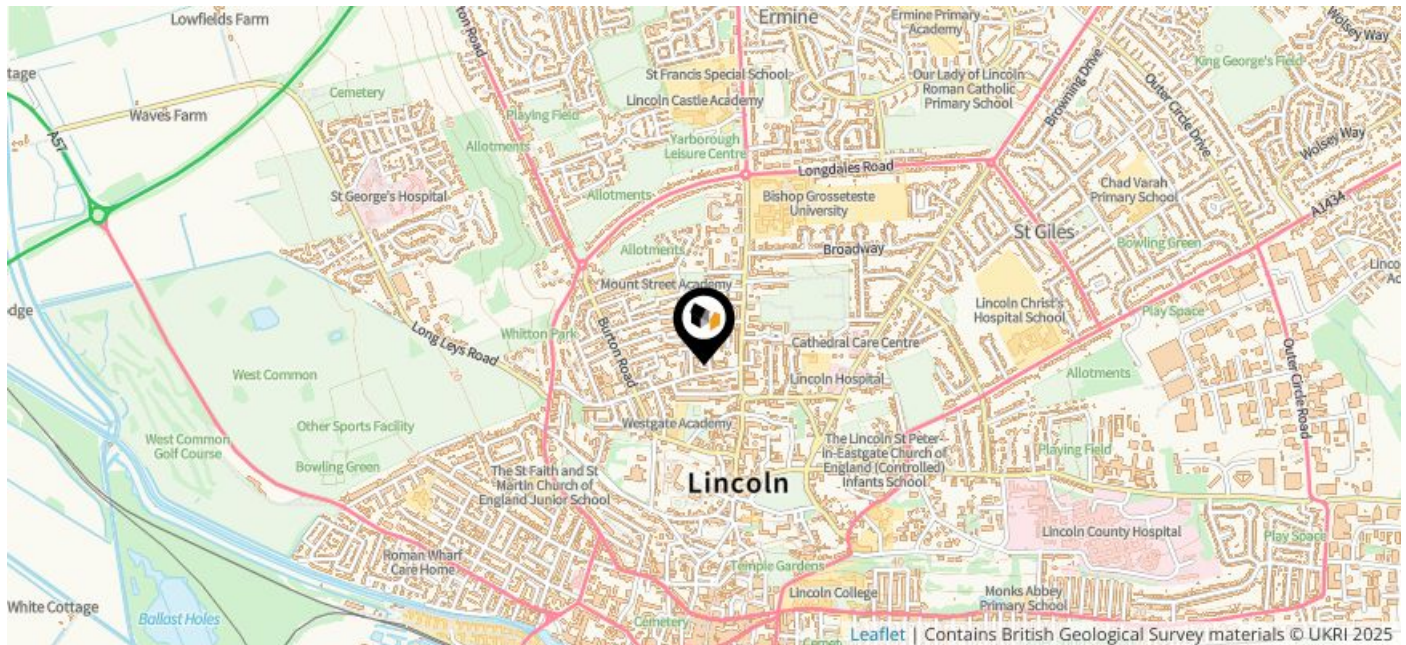 Lowfields Farm
Ermine
Ermine Primary
Academy
Wolsey Way
King George's Field
St Francis Special School
Our Lady of Lincoln
Roman Catholic
Primary School
Browning Drive
Outer Circle Drive
Cemetery
Lincoln Castle Academy
Waves Farm
Playing Field
A57
Allotments
Yarborough
Leisure Centre
Wolsey Way
Longdales Road
St George's Hospital
Allotments
Bishop Grosseteste
University
Chad Varah
Primary School
A1434
St Giles
Bowling Green
Allotments
Broadway
Mount Street Academy
Lincoln Christ's
Hospital School
Play Space
Whitton Park
Burton Road
Long Leys Road
Cathedral Care Centre
Outer Circle Road
West Common
20
Lincoln Hospital
Allotments
Other Sports Facility
Westgate Academy
West Common
Golf Course
Bowling Green
The St Faith and St
Martin Church of
England Junior School
The Lincoln St Peter-
in-Eastgate Church of
England (Controlled)
Infants School
Playing Field
Lincoln
Lincoln County Hospital
Play Space
Roman Wharf
Care Home
Temple Gardens
40
White Cottage
Ballast Holes
Lincoln College
Monks Abbey
Primary School
Cemetery
Leaflet | Contains British Geological Survey materials © UKRI 2025